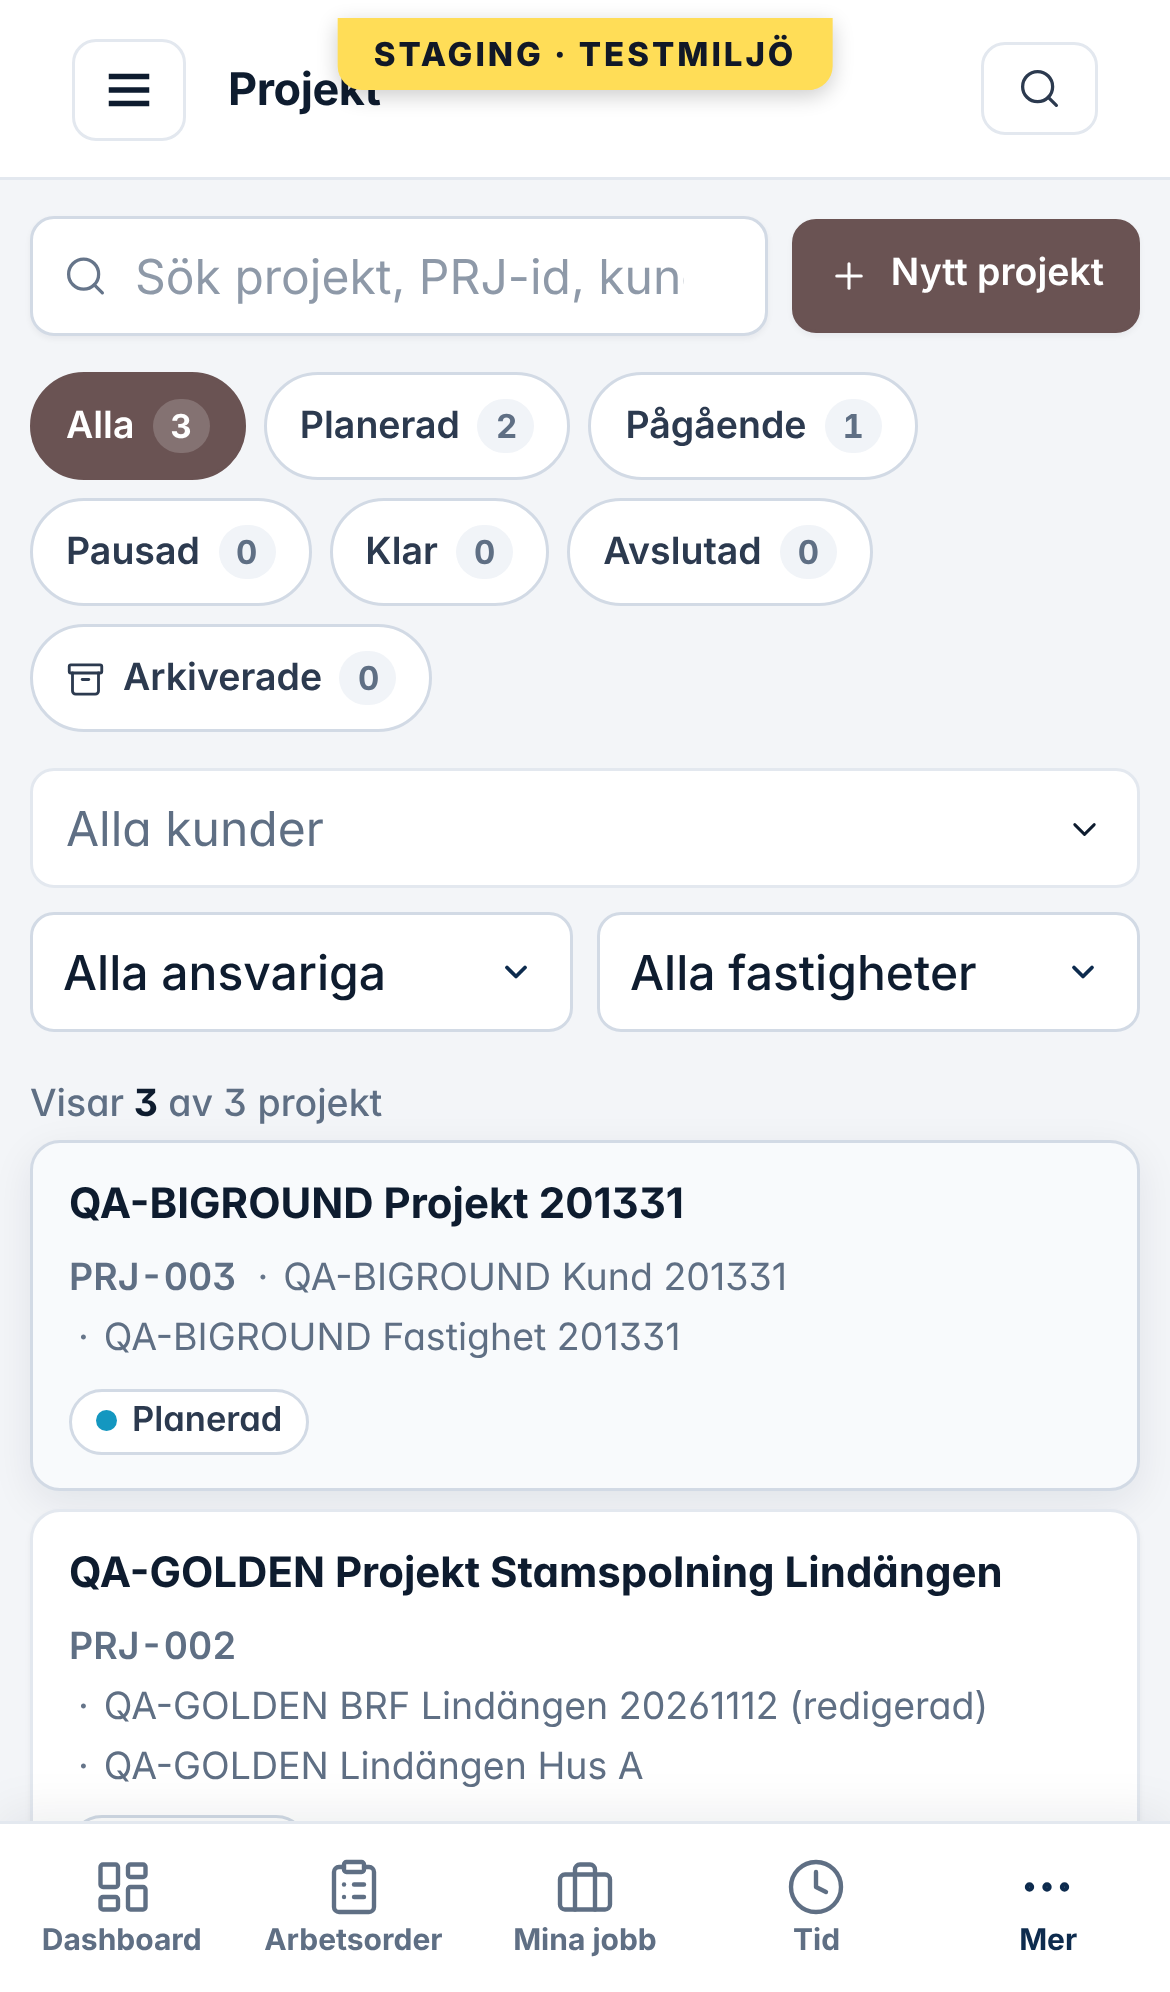 STAGING · TESTMILJÖ
Projekt
Sök projekt, PRJ-id, kun
+ Nytt projekt
Alla 3
Planerad 2
Pågående 1
Pausad 0
Klar 0
Avslutad 0
Arkiverade 0
Alla kunder
Alla ansvariga
Alla fastigheter
Visar 3 av 3 projekt
QA-BIGROUND Projekt 201331
PRJ-003 · QA-BIGROUND Kund 201331
· QA-BIGROUND Fastighet 201331
Planerad
QA-GOLDEN Projekt Stamspolning Lindängen
PRJ-002
· QA-GOLDEN BRF Lindängen 20261112 (redigerad)
· QA-GOLDEN Lindängen Hus A
Dashboard
Arbetsorder
Mina jobb
Tid
Mer